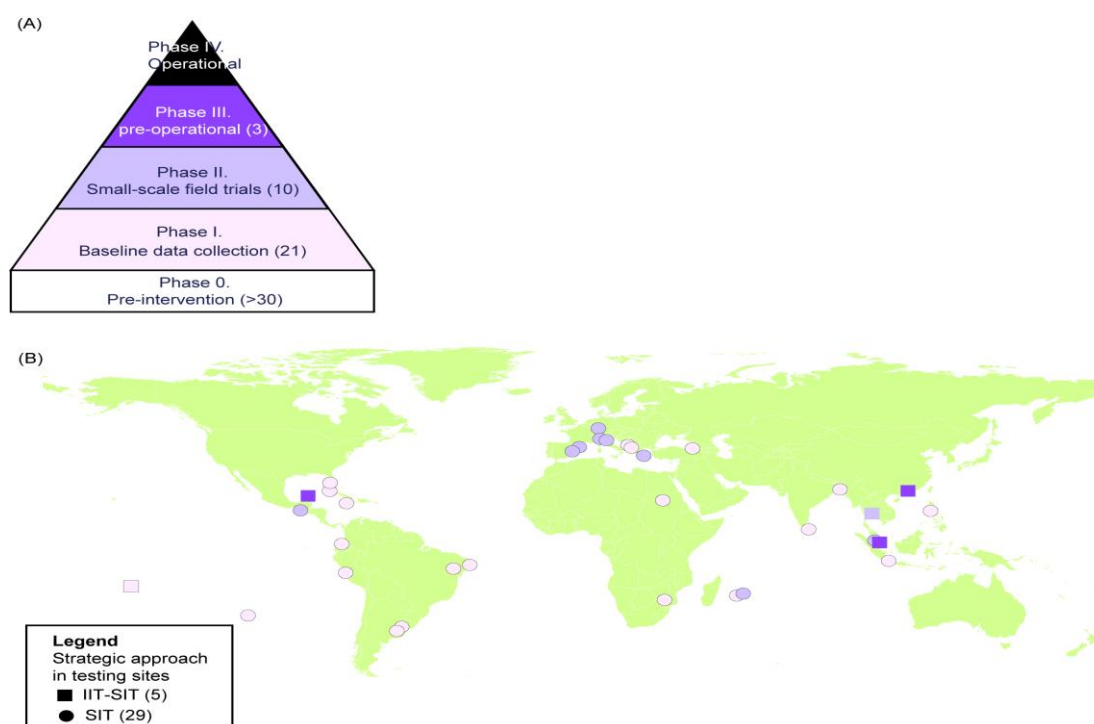 (A)
Phase IV.
Operational
Phase III.
pre-operational (3)
Phase II.
Small-scale field trials (10)
Phase I.
Baseline data collection (21)
Phase 0.
Pre-intervention (>30)
(B)
Legend
Strategic approach
in testing sites
IIT-SIT (5)
SIT (29)